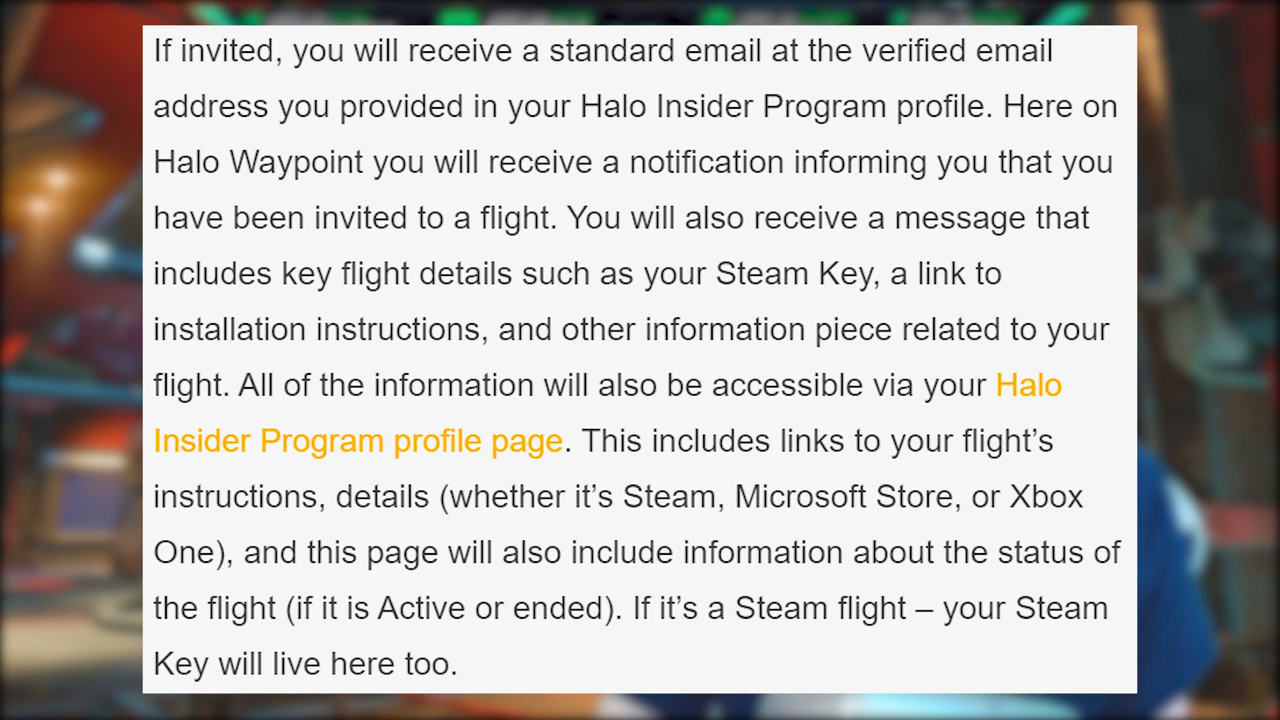 If invited, you will receive a standard email at the verified email
address you provided in your Halo Insider Program profile. Here on
Halo Waypoint you will receive a notification informing you that you
have been invited to a flight. You will also receive a message that
includes key flight details such as your Steam Key, a link to
installation instructions, and other information piece related to your
flight. All of the information will also be accessible via your Halo
Insider Program profile page. This includes links to your flight’s
instructions, details (whether it’s Steam, Microsoft Store, or Xbox
One), and this page will also include information about the status of
the flight (if it is Active or ended). If it’s a Steam flight – your Steam
Key will live here too.